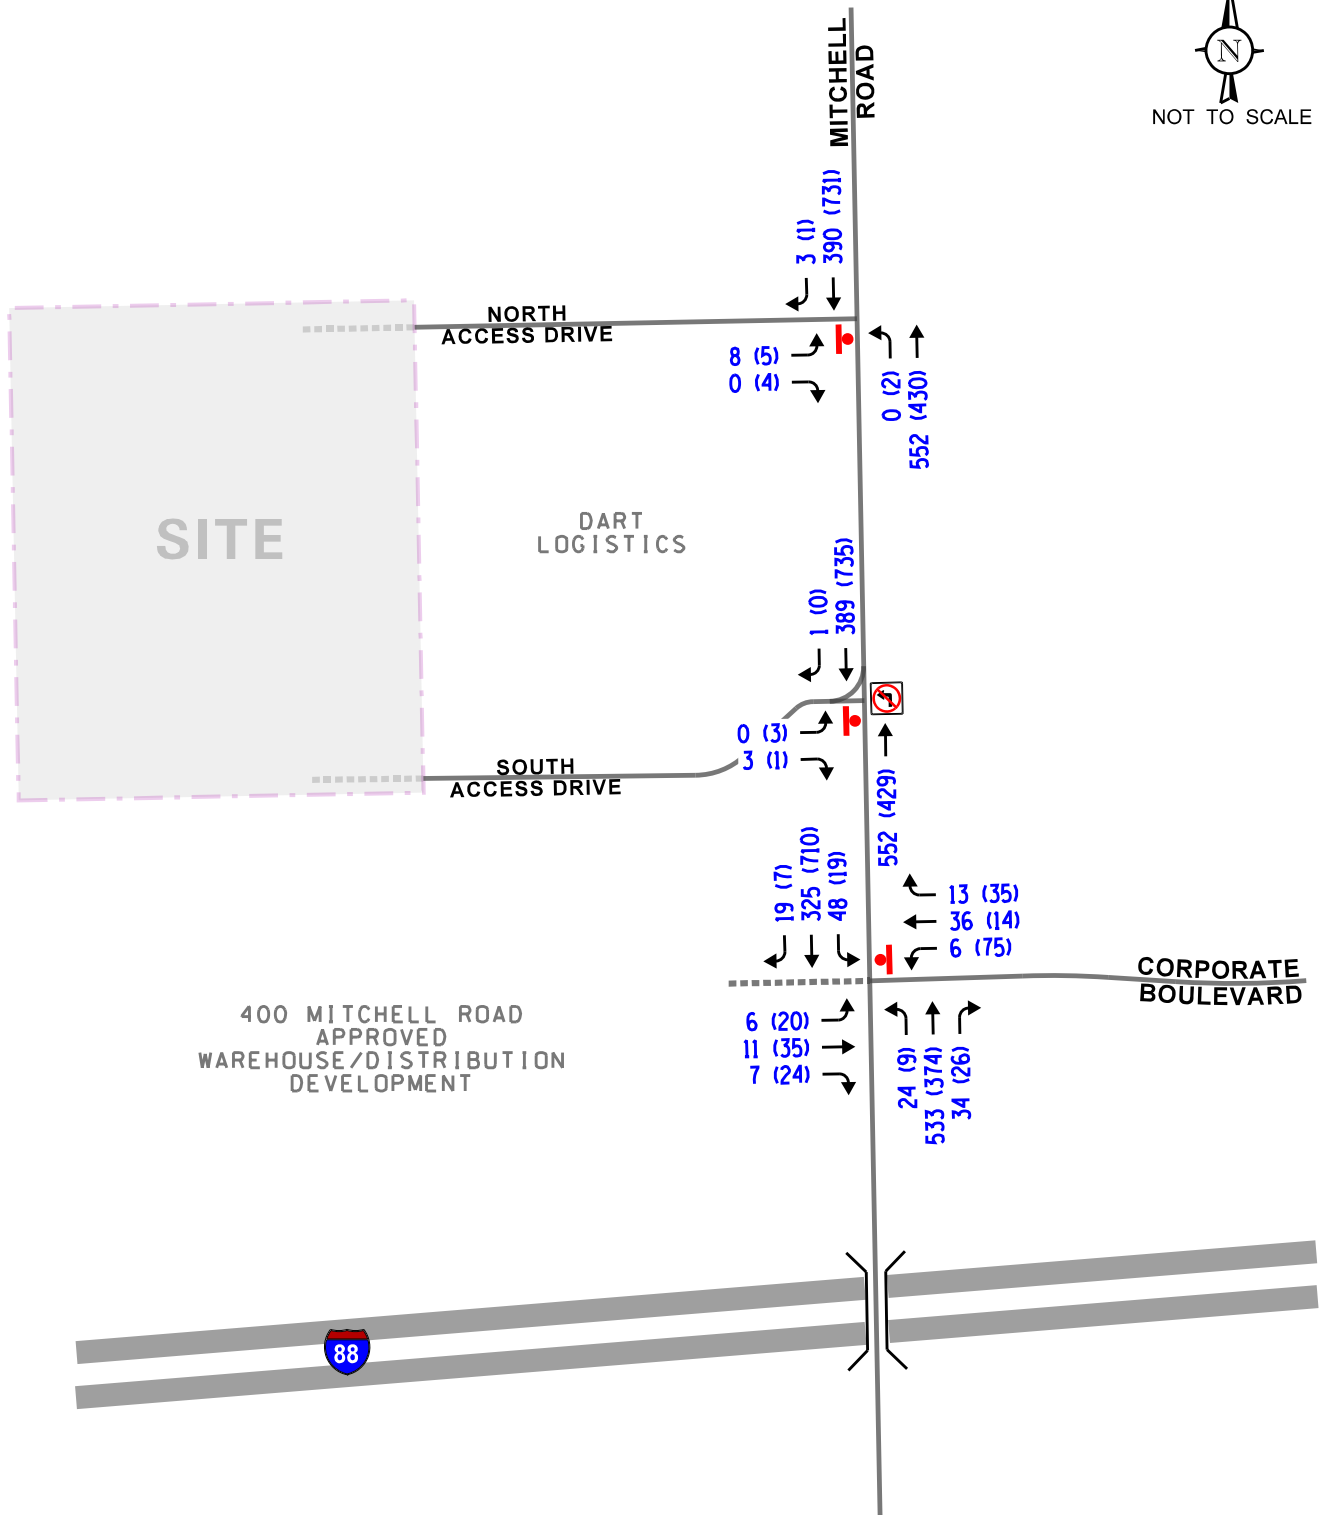 N
NOT TO SCALE
MITCHELL
ROAD
3 (1)
390 (731)
NORTH
ACCESS DRIVE
8 (5)
0 (4)
0 (2)
552 (430)
SITE
DART
LOGISTICS
1 (0)
389 (735)
0 (3)
3 (1)
SOUTH
ACCESS DRIVE
552 (429)
19 (7)
325 (710)
48 (19)
13 (35)
36 (14)
6 (75)
CORPORATE
BOULEVARD
400 MITCHELL ROAD
APPROVED
WAREHOUSE/DISTRIBUTION
DEVELOPMENT
6 (20)
11 (35)
7 (24)
24 (9)
533 (374)
34 (26)
88